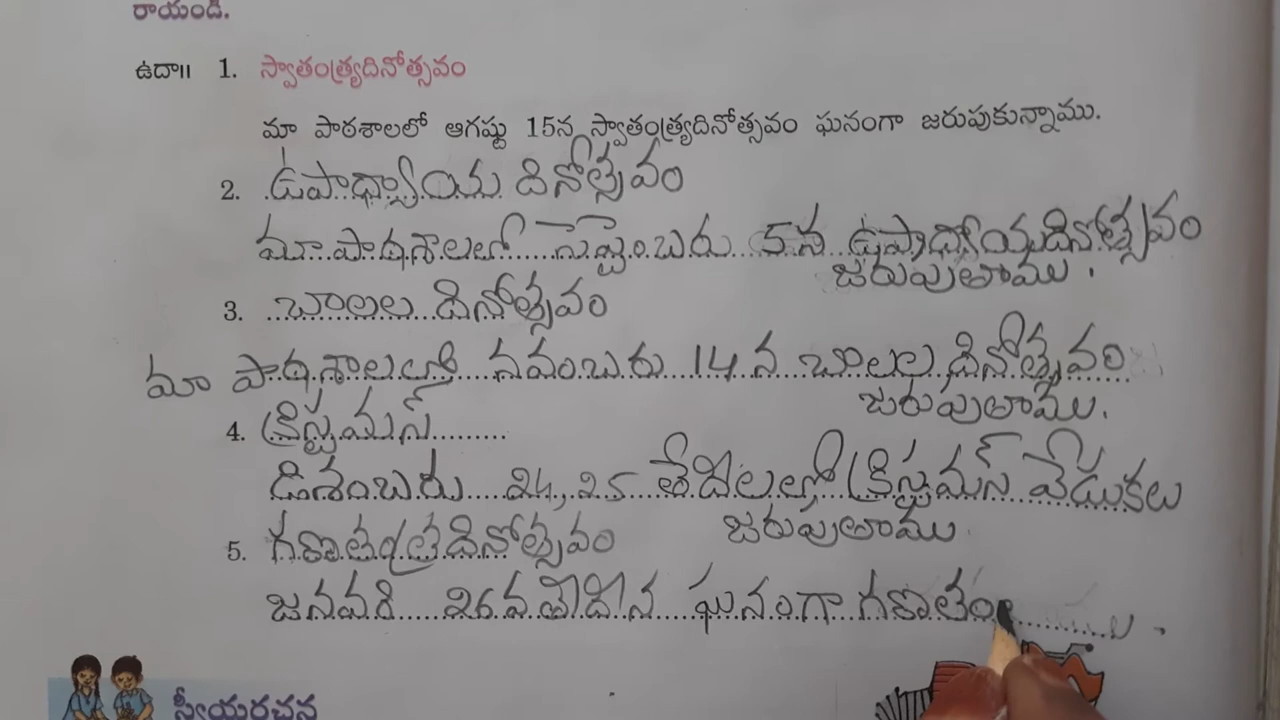 రాయండి.
ఉదా॥ 1. స్వాతంత్ర్యదినోత్సవం
మా పాఠశాలలో ఆగష్టు 15న స్వాతంత్ర్యదినోత్సవం ఘనంగా జరుపుకున్నాము.
2. ఉపాధ్యాయ దినోత్సవం
మా పాఠశాలలో సెప్టెంబరు 5న ఉపాధ్యాయదినోత్సవం
జరుపుతాము.
3. బాలల దినోత్సవం
మా పాఠశాలలో నవంబరు 14 న బాలల దినోత్సవం
జరుపుతాము.
4. క్రిస్టమస్
డిశంబరు 24,25 తేదీలలో క్రిస్టమస్ వేడుకలు
జరుపుతాము
5. గణతంత్రదినోత్సవం
జనవరి 26వ తేదీన ఘనంగా గణతం
స్వీయరచన